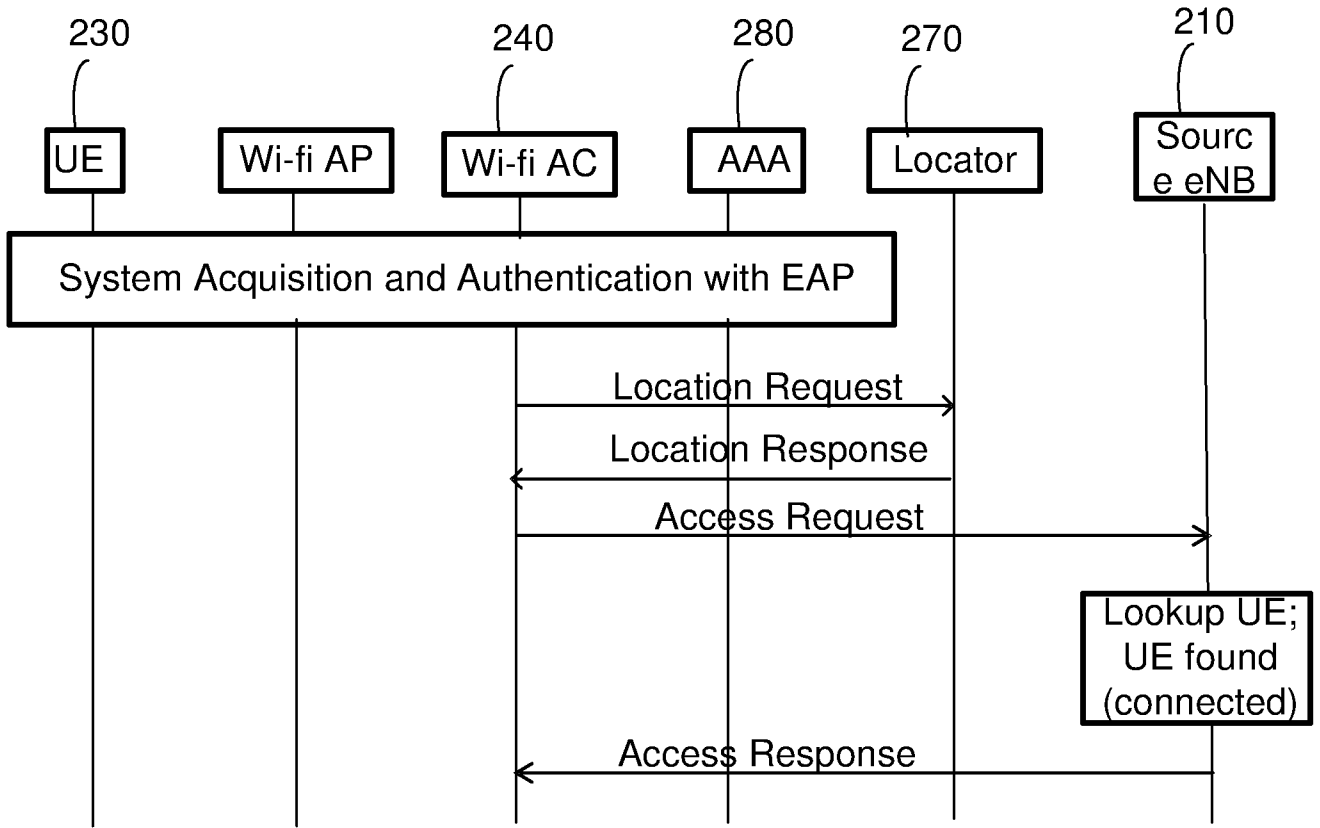 230
240
280
270
210
UE
Wi-fi AP
Wi-fi AC
AAA
Locator
Sourc
e eNB
System Acquisition and Authentication with EAP
Location Request
Location Response
Access Request
Lookup UE;
UE found
(connected)
Access Response